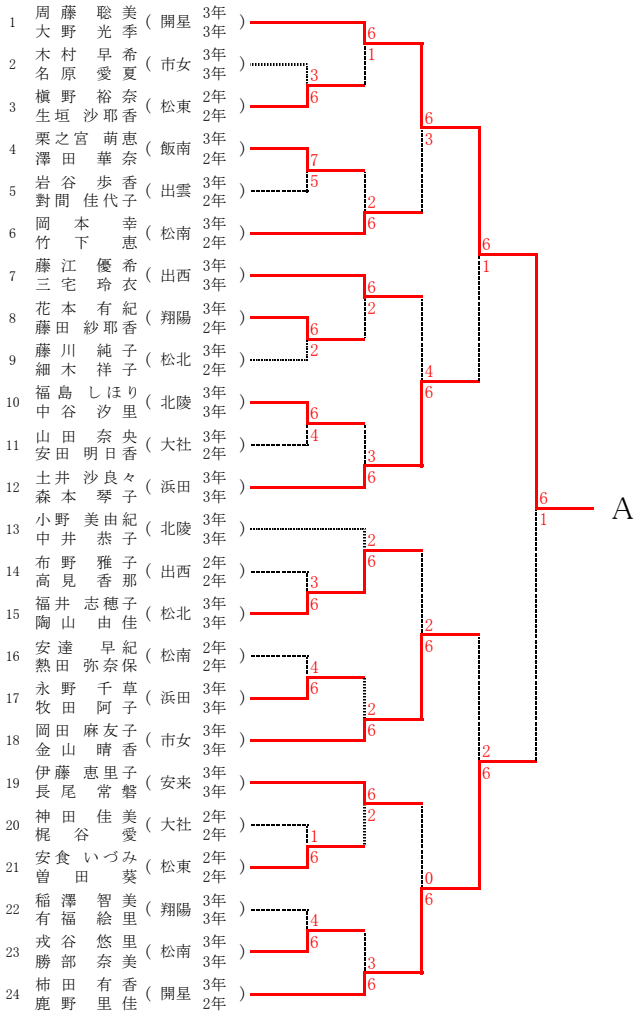 1 周藤 聡美 大野 光季 (開星 3年 3年)
2 木村 早希 名原 愛夏 (市女 3年 3年)
3 槇野 裕奈 生垣 沙耶香 (松東 2年 2年)
4 栗之宮 萌恵 澤田 華奈 (飯南 3年 2年)
5 岩谷 歩香 對間 佳代子 (出雲 3年 2年)
6 岡本 幸 竹下 恵 (松南 3年 2年)
7 藤江 優希 三宅 玲衣 (出西 3年 3年)
8 花本 有紀 藤田 紗耶香 (翔陽 3年 2年)
9 藤川 純子 細木 祥子 (松北 3年 2年)
10 福島 しほり 中谷 汐里 (北陵 3年 3年)
11 山田 奈央 安田 明日香 (大社 3年 2年)
12 土井 沙良々 森本 琴子 (浜田 3年 3年)
13 小野 美由紀 中井 恭子 (北陵 3年 3年)
14 布野 雅子 高見 香那 (出西 2年 2年)
15 福井 志穂子 陶山 由佳 (松北 3年 3年)
16 安達 早紀 熱田 弥奈保 (松南 2年 2年)
17 永野 千草 牧田 阿子 (浜田 3年 3年)
18 岡田 麻友子 金山 晴香 (市女 3年 3年)
19 伊藤 恵里子 長尾 常磐 (安来 3年 3年)
20 神田 佳美 梶谷 愛 (大社 2年 2年)
21 安食 いづみ 曽田 葵 (松東 2年 2年)
22 稲澤 智美 有福 絵里 (翔陽 3年 3年)
23 戎谷 悠里 勝部 奈美 (松南 3年 3年)
24 柿田 有香 鹿野 里佳 (開星 3年 2年)
3
6
7
5
6
2
6
4
3
6
4
6
1
6
4
6
6
1
2
6
6
2
3
6
2
6
2
6
6
2
3
6
6
3
4
6
2
6
0
6
6
1
2
6
6
1
A